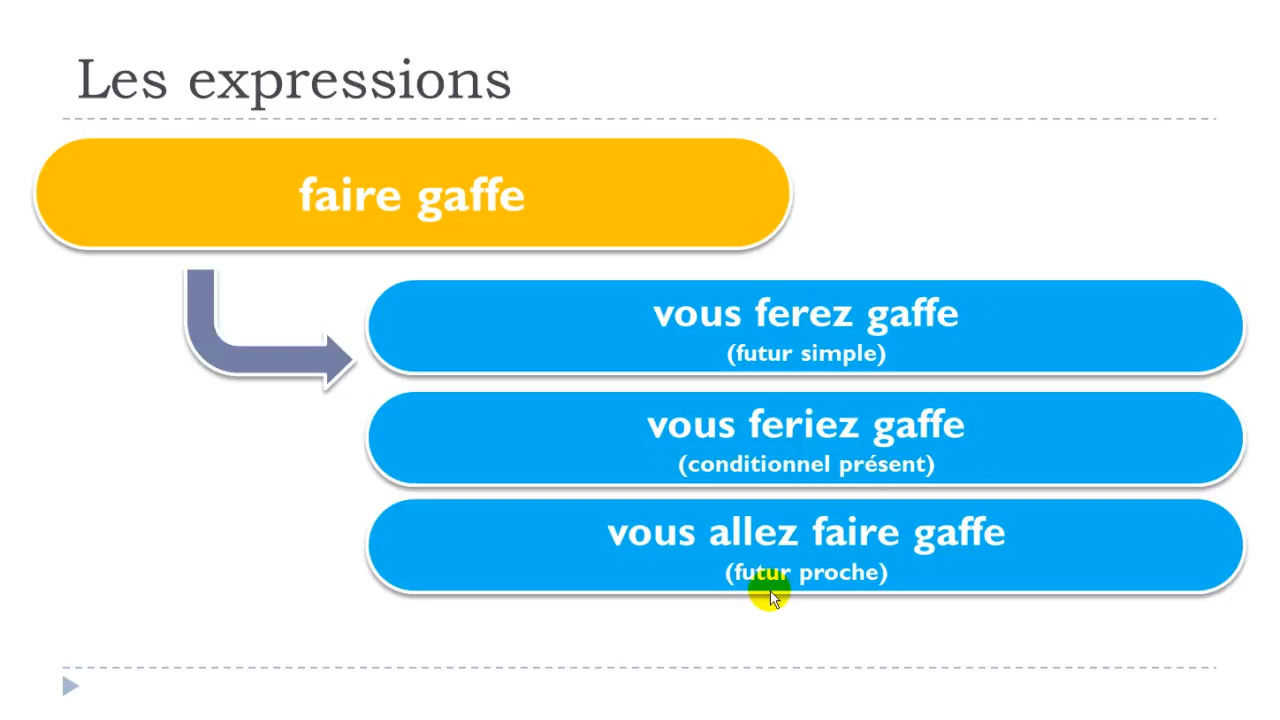 Les expressions
faire gaffe
vous ferez gaffe
(futur simple)
vous feriez gaffe
(conditionnel présent)
vous allez faire gaffe
(futur proche)